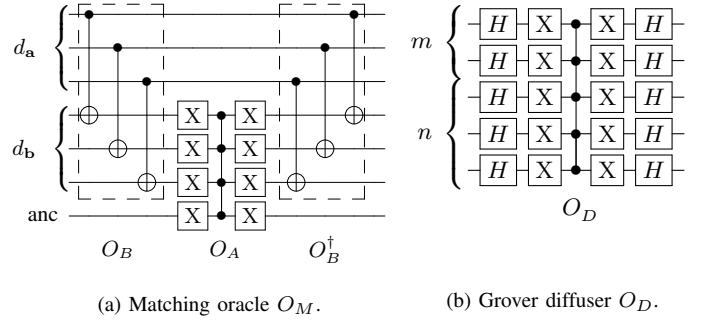 d_a
d_b
anc
X X
X X
X X
X X
O_B O_A O_B^†
(a) Matching oracle O_M.
m
n
H X X H
H X X H
H X X H
H X X H
H X X H
O_D
(b) Grover diffuser O_D.